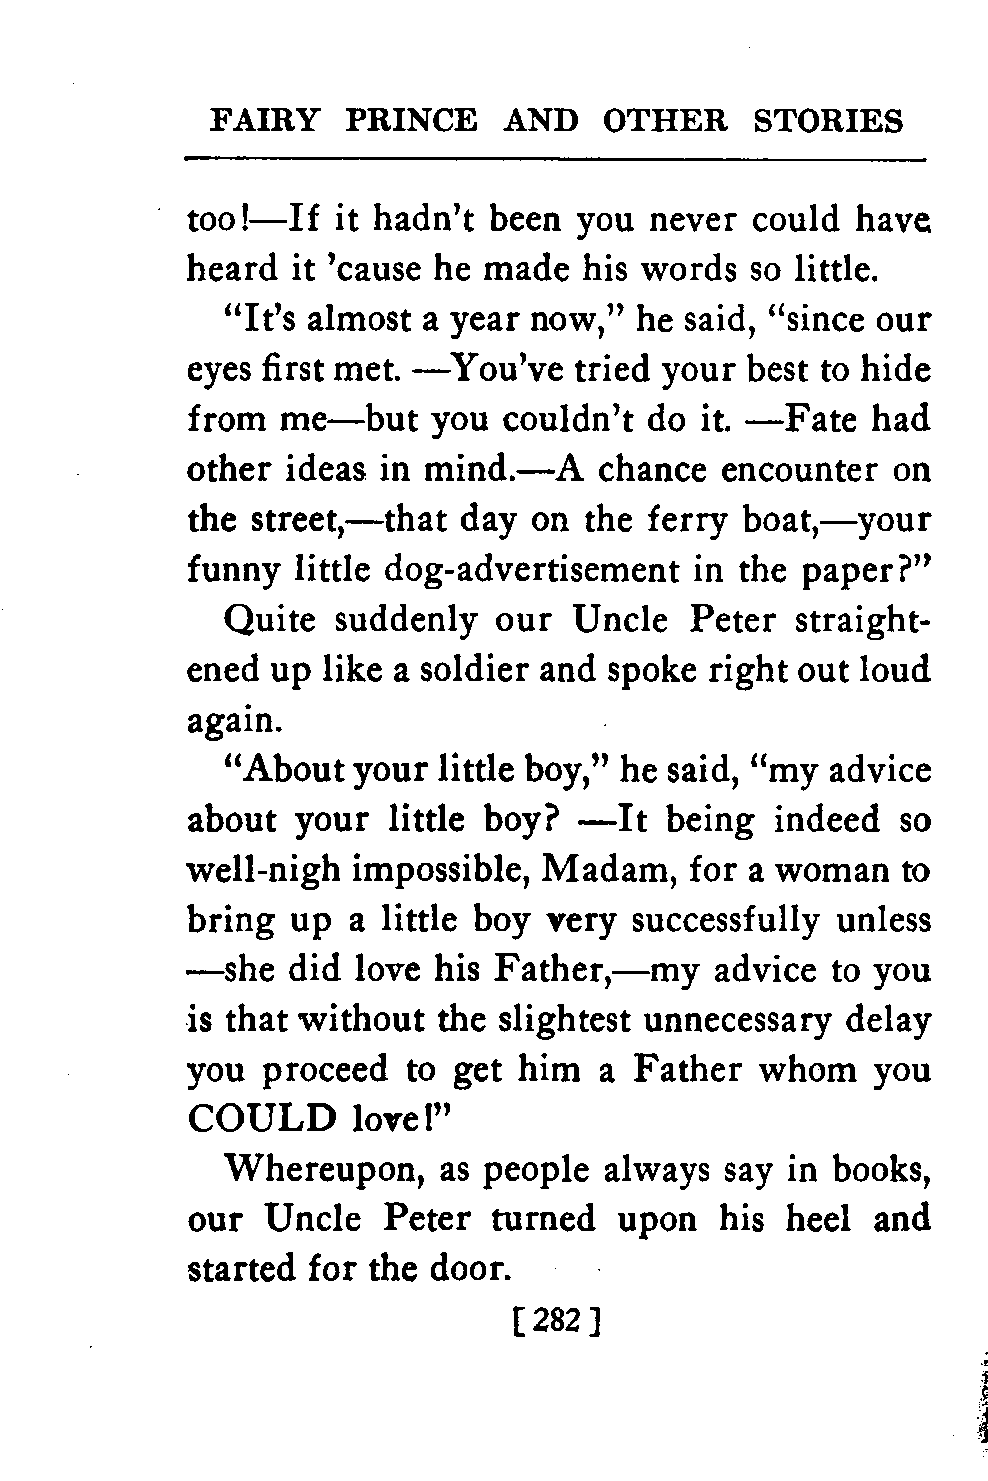 FAIRY PRINCE AND OTHER STORIES
too!—If it hadn't been you never could have
heard it 'cause he made his words so little.
"It's almost a year now," he said, "since our
eyes first met. —You've tried your best to hide
from me—but you couldn't do it. —Fate had
other ideas in mind.—A chance encounter on
the street,—that day on the ferry boat,—your
funny little dog-advertisement in the paper?"
Quite suddenly our Uncle Peter straight-
ened up like a soldier and spoke right out loud
again.
"About your little boy," he said, "my advice
about your little boy? —It being indeed so
well-nigh impossible, Madam, for a woman to
bring up a little boy very successfully unless
—she did love his Father,—my advice to you
is that without the slightest unnecessary delay
you proceed to get him a Father whom you
COULD love!"
Whereupon, as people always say in books,
our Uncle Peter turned upon his heel and
started for the door.
[ 282 ]